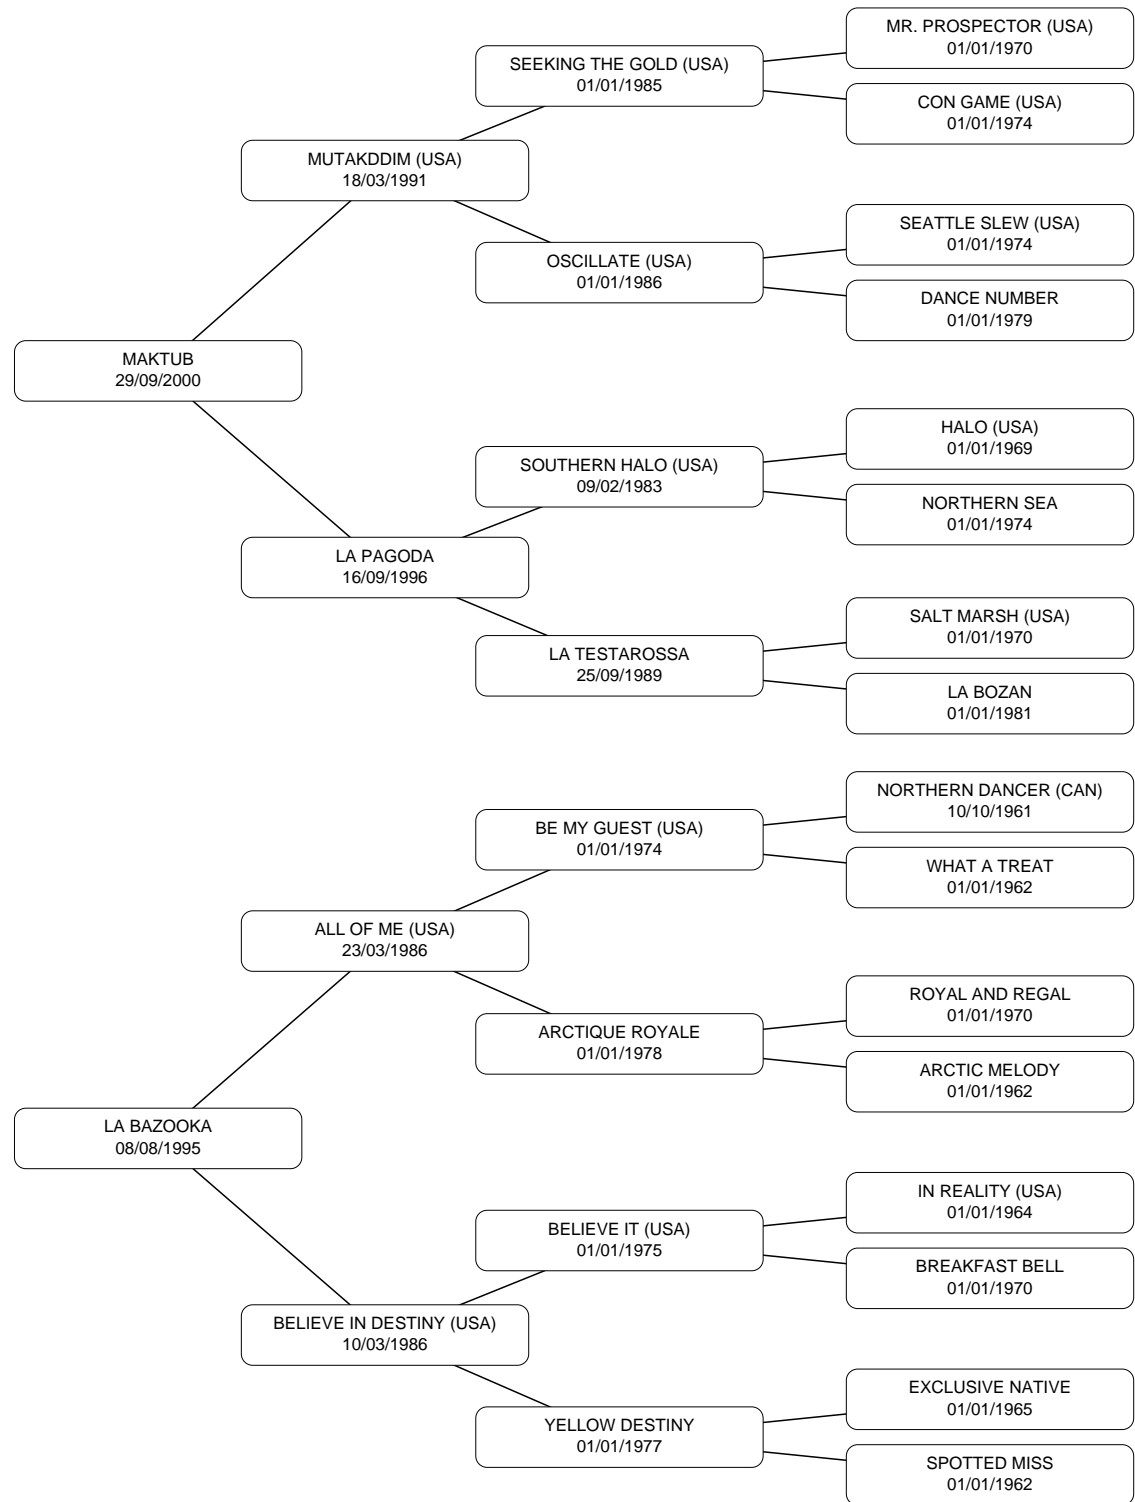 MR. PROSPECTOR (USA)
01/01/1970
SEEKING THE GOLD (USA)
01/01/1985
CON GAME (USA)
01/01/1974
MUTAKDDIM (USA)
18/03/1991
SEATTLE SLEW (USA)
01/01/1974
OSCILLATE (USA)
01/01/1986
DANCE NUMBER
01/01/1979
MAKTUB
29/09/2000
HALO (USA)
01/01/1969
SOUTHERN HALO (USA)
09/02/1983
NORTHERN SEA
01/01/1974
LA PAGODA
16/09/1996
SALT MARSH (USA)
01/01/1970
LA TESTAROSSA
25/09/1989
LA BOZAN
01/01/1981
NORTHERN DANCER (CAN)
10/10/1961
BE MY GUEST (USA)
01/01/1974
WHAT A TREAT
01/01/1962
ALL OF ME (USA)
23/03/1986
ROYAL AND REGAL
01/01/1970
ARCTIQUE ROYALE
01/01/1978
ARCTIC MELODY
01/01/1962
LA BAZOOKA
08/08/1995
IN REALITY (USA)
01/01/1964
BELIEVE IT (USA)
01/01/1975
BREAKFAST BELL
01/01/1970
BELIEVE IN DESTINY (USA)
10/03/1986
EXCLUSIVE NATIVE
01/01/1965
YELLOW DESTINY
01/01/1977
SPOTTED MISS
01/01/1962